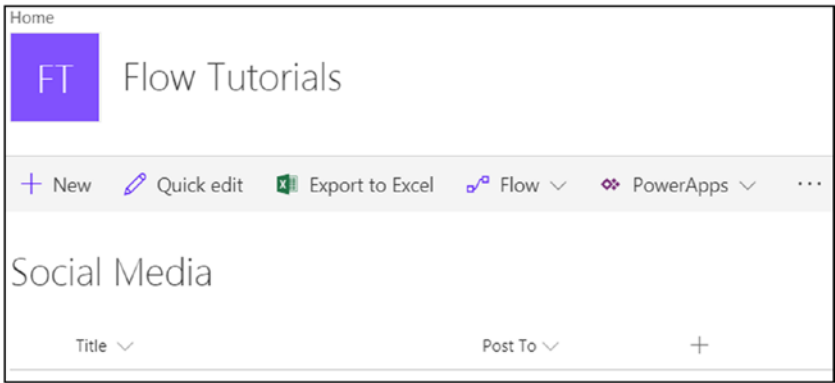 Home
FT Flow Tutorials
New Quick edit Export to Excel Flow PowerApps ...
Social Media
Title Post To